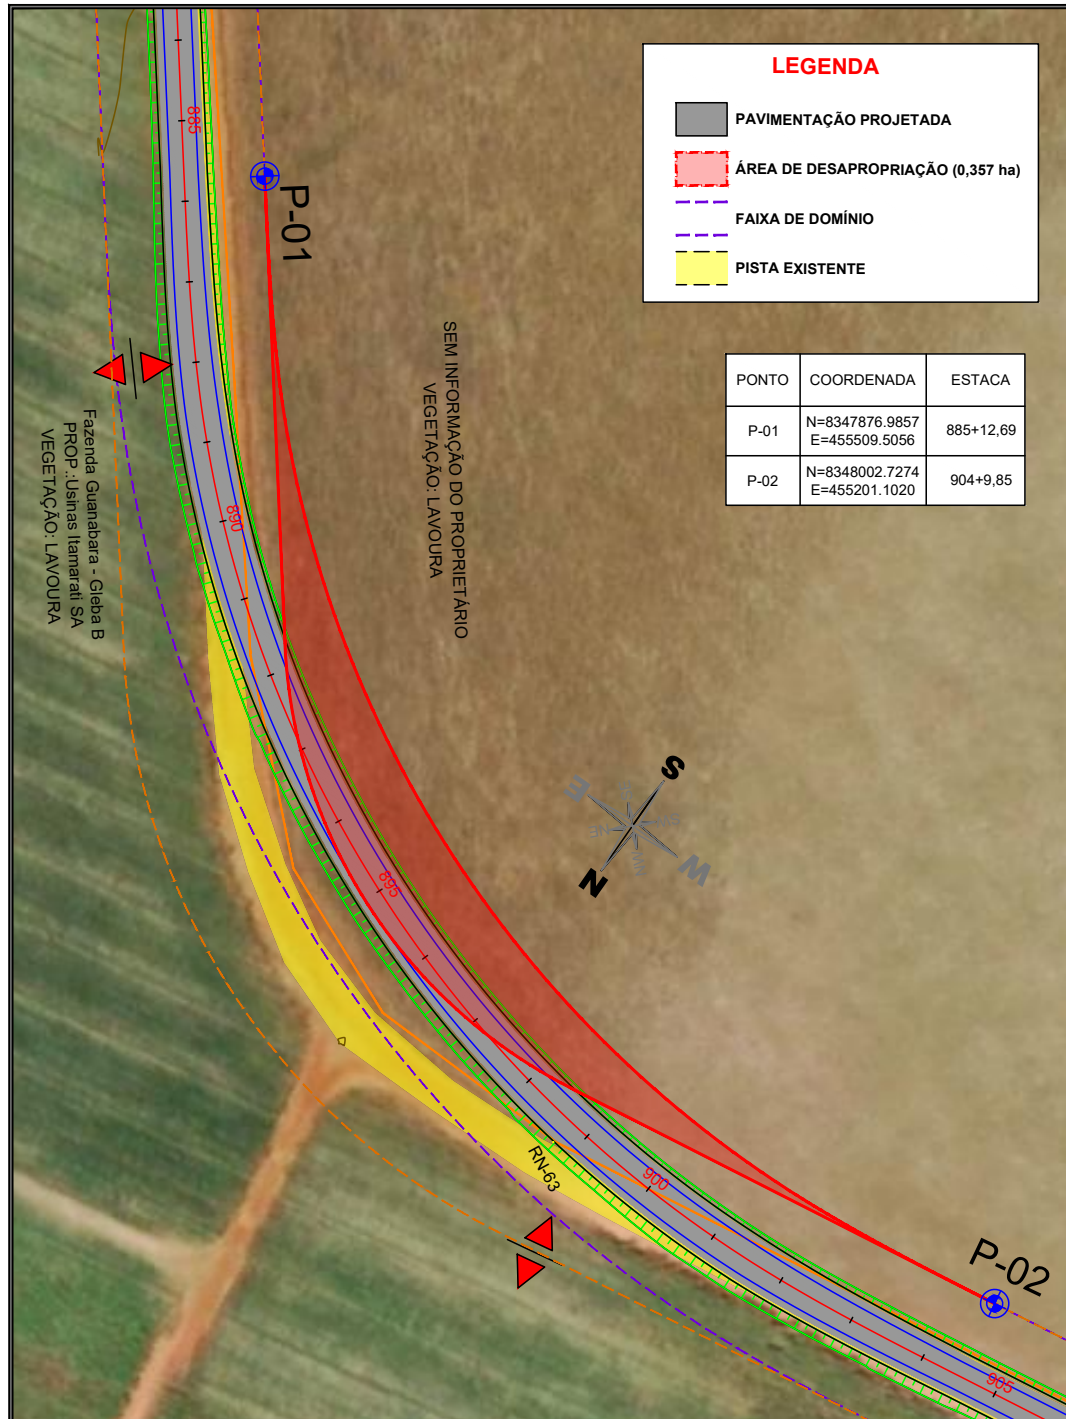 LEGENDA
PAVIMENTAÇÃO PROJETADA
ÁREA DE DESAPROPRIAÇÃO (0,357 ha)
FAIXA DE DOMÍNIO
PISTA EXISTENTE
PONTO COORDENADA ESTACA
P-01 N=8347876.9857 E=455509.5056 885+12,69
P-02 N=8348002.7274 E=455201.1020 904+9,85
885
P-01
SEM INFORMAÇÃO DO PROPRIETÁRIO
VEGETAÇÃO: LAVOURA
Fazenda Guanabara - Gleba B
PROP.:Usinas Itamarati SA
VEGETAÇÃO: LAVOURA
890
895
S
E
W
N
NE
RN-63
900
P-02
905